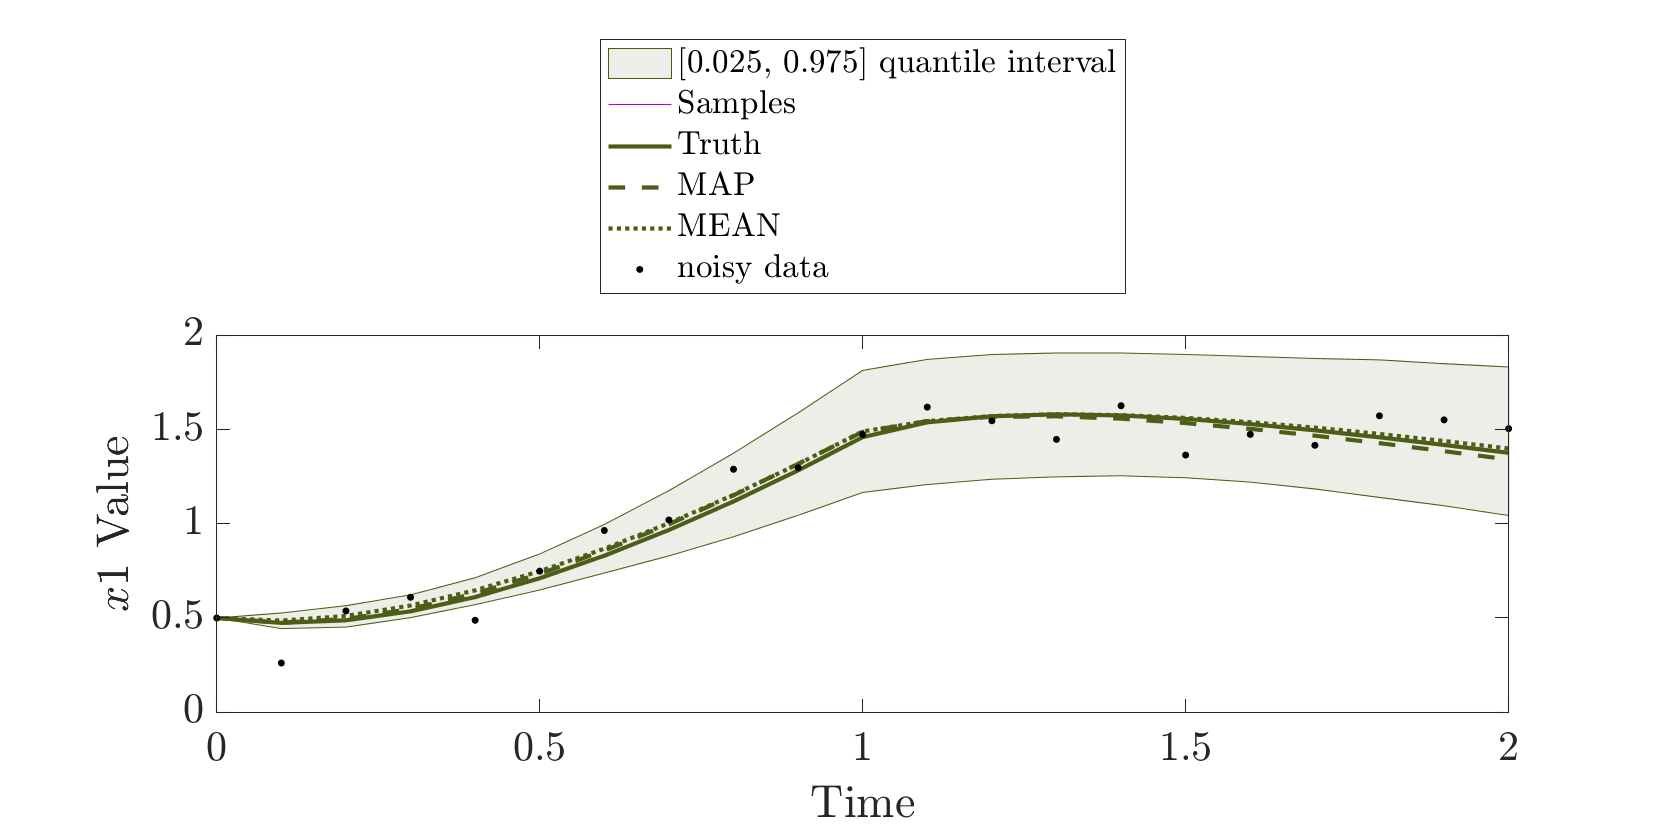 [0.025, 0.975] quantile interval
Samples
Truth
MAP
MEAN
noisy data
2
1.5
1
0.5
0
x1 Value
0 0.5 1 1.5 2
Time